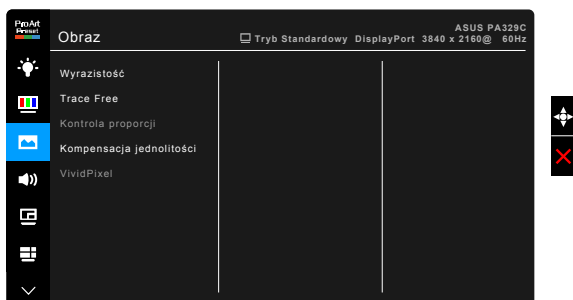 ProArt
Preset
Obraz
ASUS PA329C
Tryb Standardowy DisplayPort 3840 x 2160@ 60Hz
Wyrazistość
Trace Free
Kontrola proporcji
Kompensacja jednolitości
VividPixel